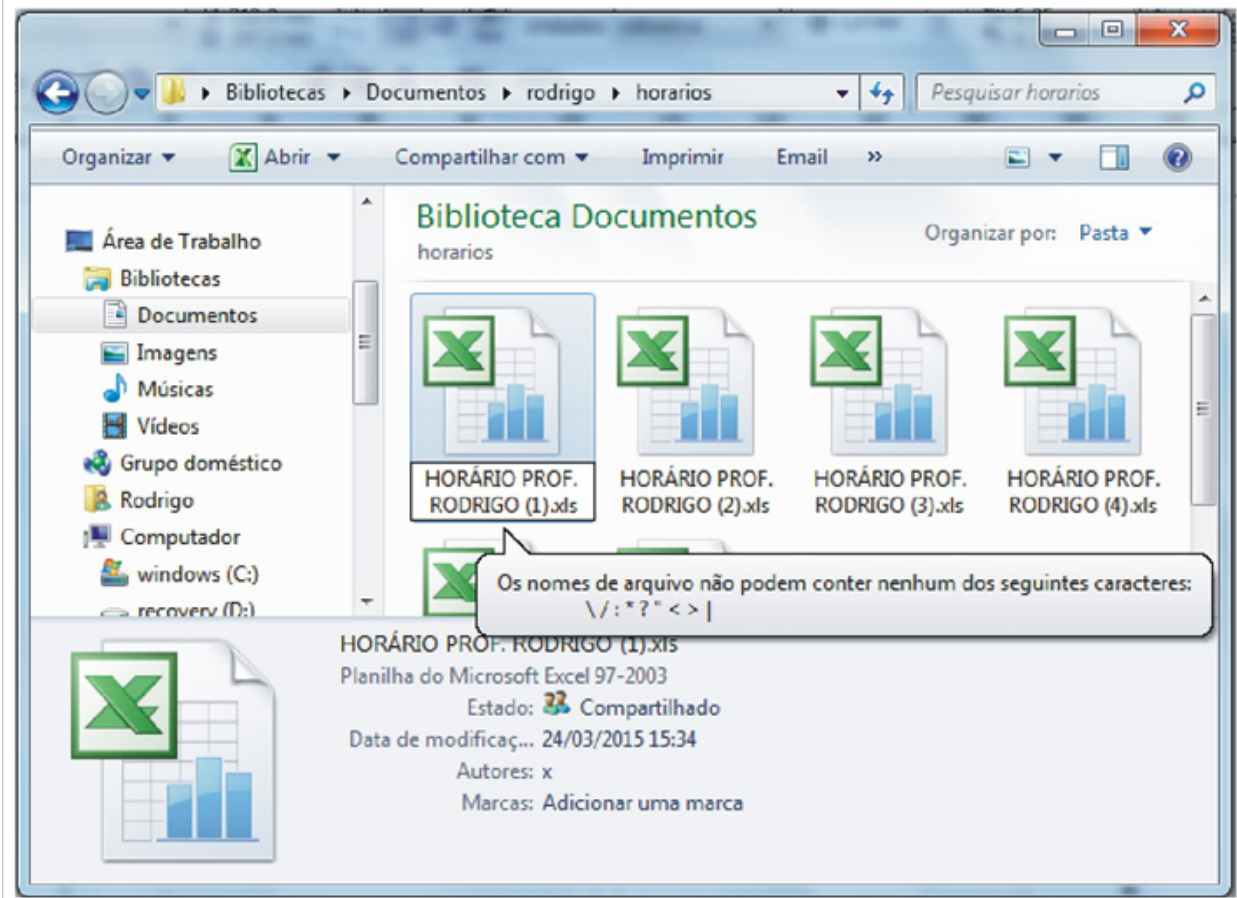 Bibliotecas ▸ Documentos ▸ rodrigo ▸ horarios
Pesquisar horarios
Organizar
Abrir
Compartilhar com
Imprimir
Email
»
Área de Trabalho
Bibliotecas
Documentos
Imagens
Músicas
Vídeos
Grupo doméstico
Rodrigo
Computador
windows (C:)
recovery (D:)
Biblioteca Documentos
horarios
Organizar por: Pasta
HORÁRIO PROF.
RODRIGO (1).xls
HORÁRIO PROF.
RODRIGO (2).xls
HORÁRIO PROF.
RODRIGO (3).xls
HORÁRIO PROF.
RODRIGO (4).xls
Os nomes de arquivo não podem conter nenhum dos seguintes caracteres:
\ / : * ? " < > |
HORÁRIO PROF. RODRIGO (1).xls
Planilha do Microsoft Excel 97-2003
Estado: Compartilhado
Data de modificaç... 24/03/2015 15:34
Autores: x
Marcas: Adicionar uma marca